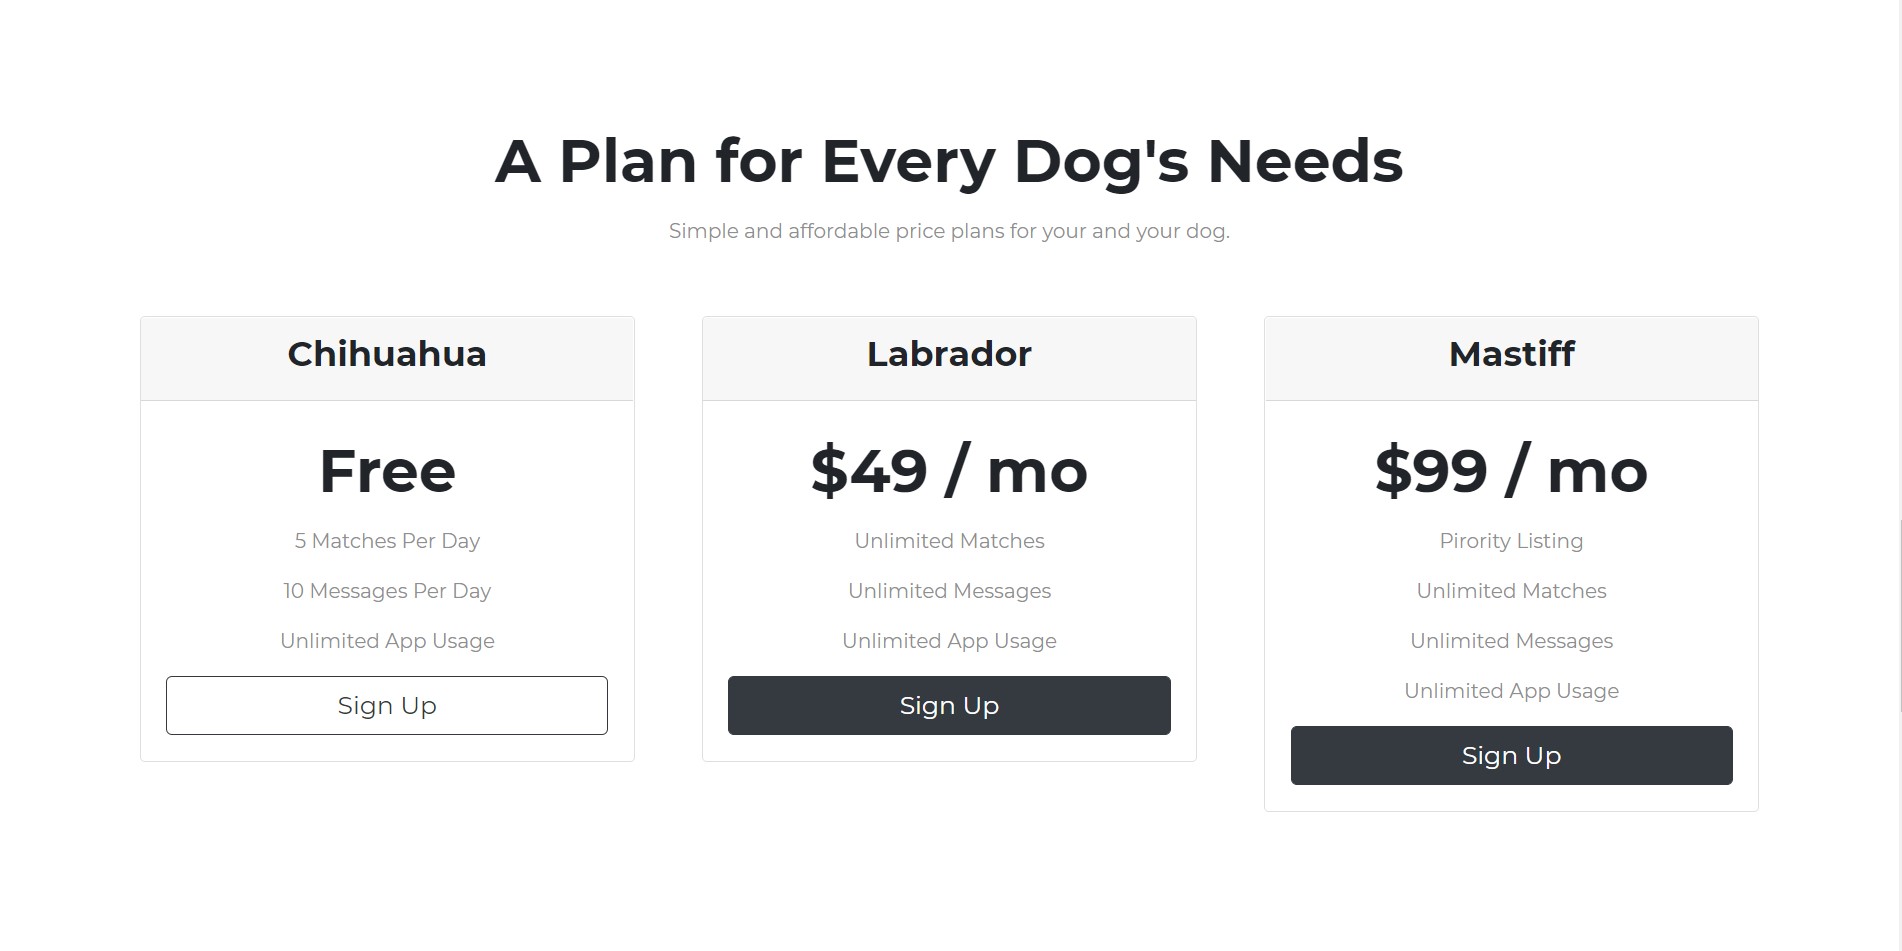 A Plan for Every Dog's Needs
Simple and affordable price plans for your and your dog.
Chihuahua
Free
5 Matches Per Day
10 Messages Per Day
Unlimited App Usage
Sign Up
Labrador
$49 / mo
Unlimited Matches
Unlimited Messages
Unlimited App Usage
Sign Up
Mastiff
$99 / mo
Pirority Listing
Unlimited Matches
Unlimited Messages
Unlimited App Usage
Sign Up